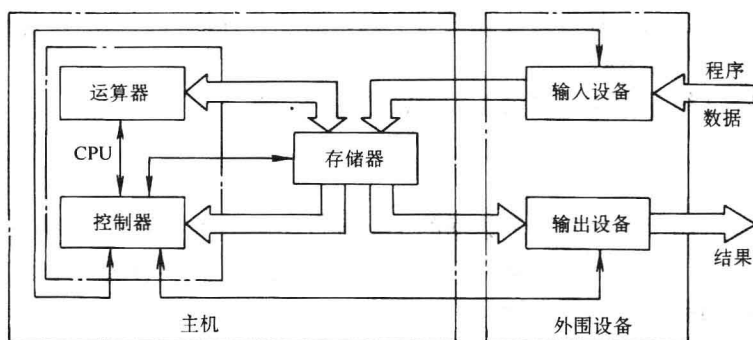 运算器
CPU
控制器
存储器
主机
输入设备
输出设备
外围设备
程序
数据
结果